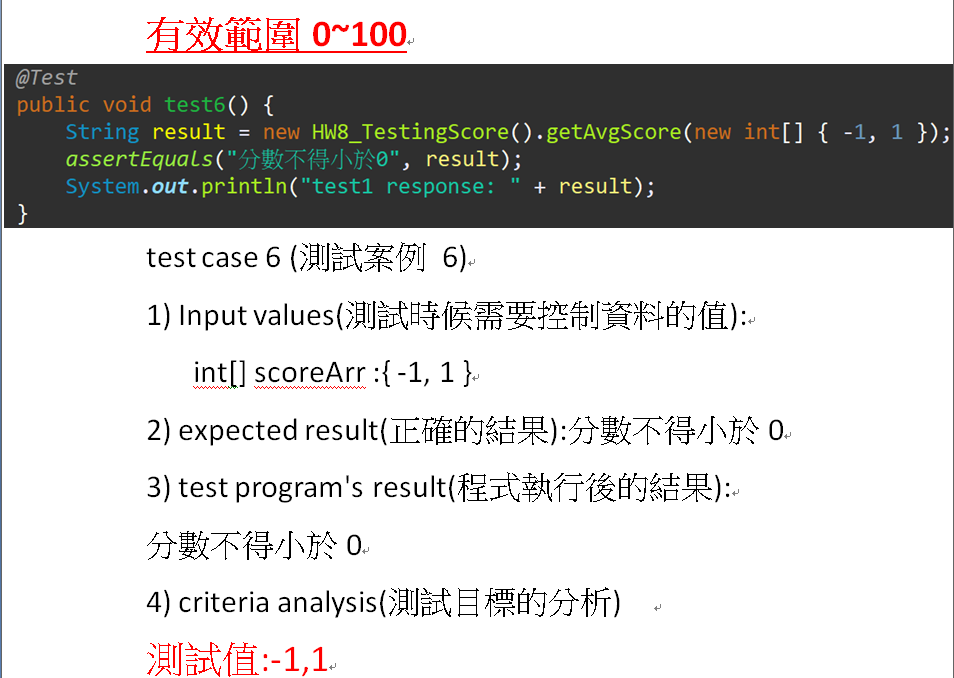 有效範圍 0~100
@Test
public void test6() {
String result = new HW8_TestingScore().getAvgScore(new int[] { -1, 1 });
assertEquals("分數不得小於0", result);
System.out.println("test1 response: " + result);
}
test case 6 (測試案例 6)
1) Input values(測試時候需要控制資料的值):
int[] scoreArr :{ -1, 1 }
2) expected result(正確的結果):分數不得小於 0
3) test program's result(程式執行後的結果):
分數不得小於 0
4) criteria analysis(測試目標的分析)
測試值:-1,1